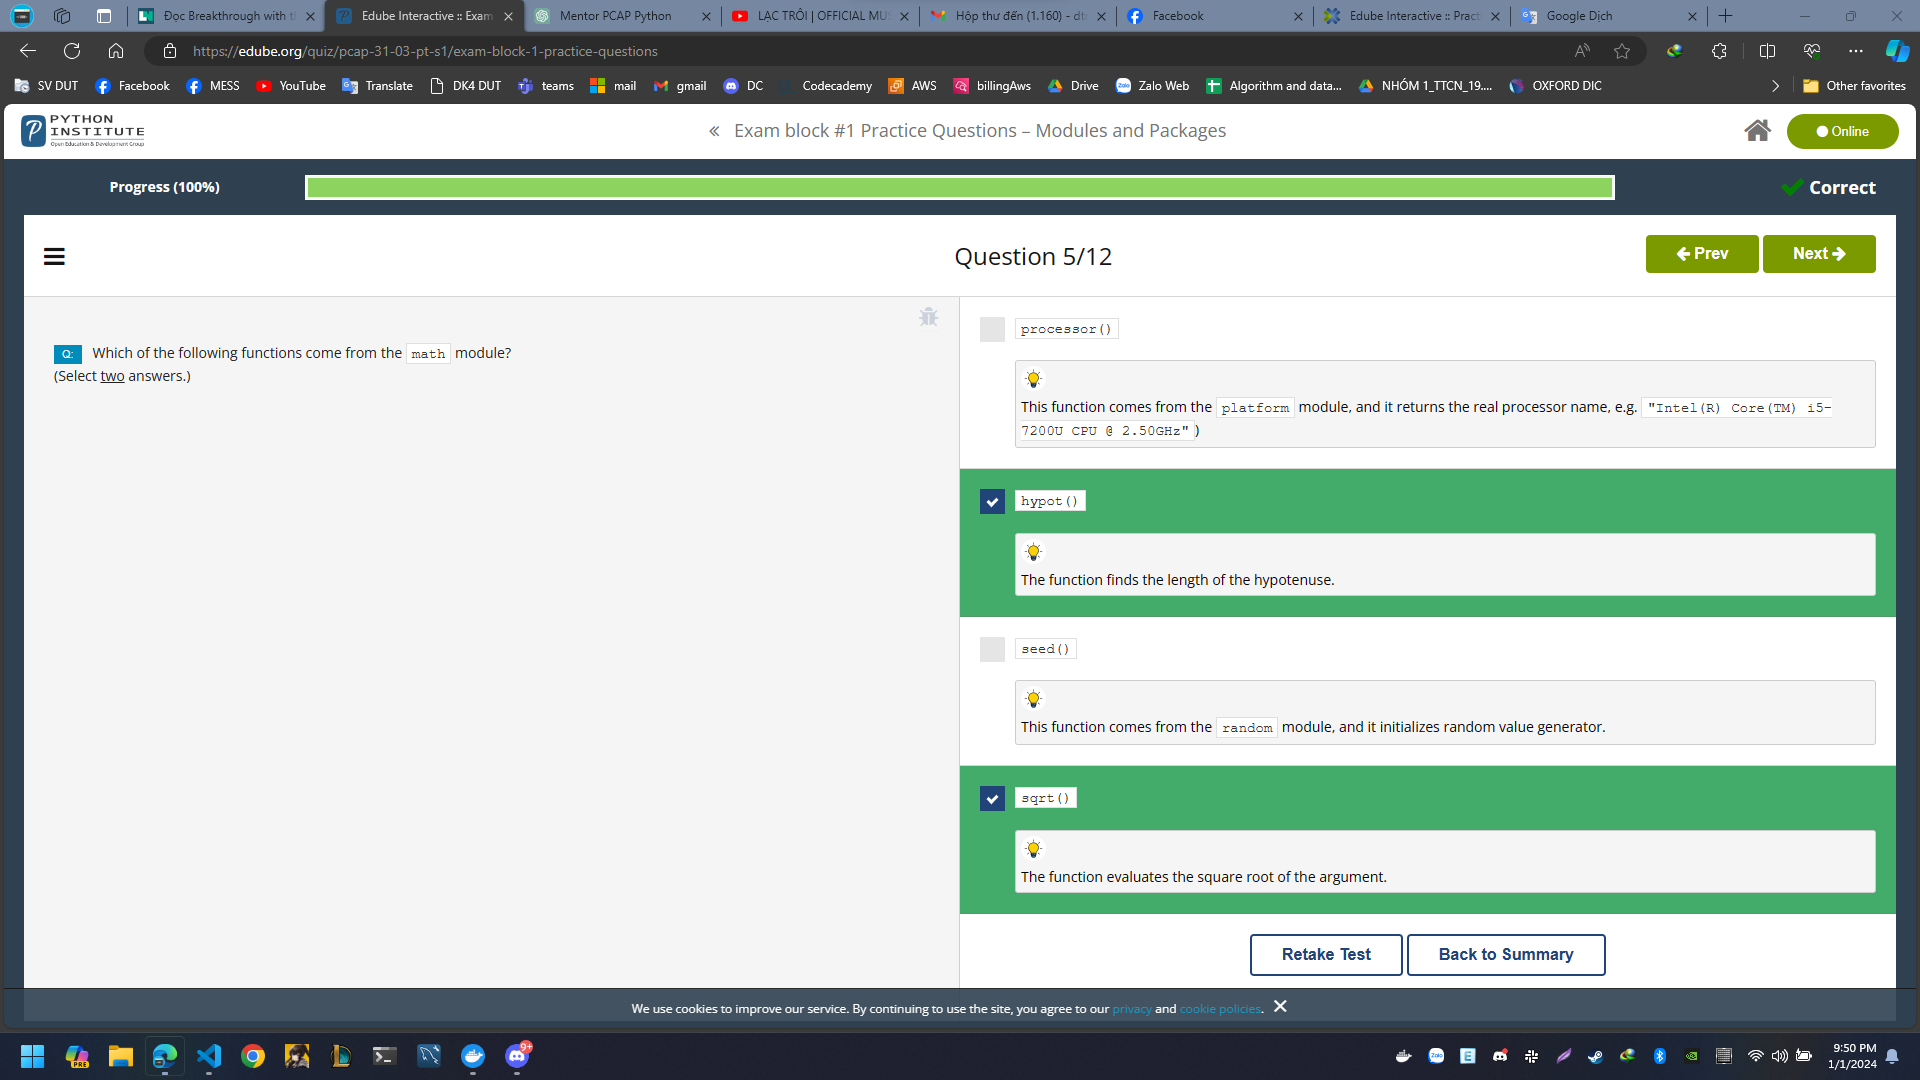 Đọc Breakthrough with ti
Edube Interactive :: Exam
Mentor PCAP Python
LẠC TRÔI | OFFICIAL MU
Hộp thư đến (1.160) - dt
Facebook
Edube Interactive :: Pract
Google Dịch
https://edube.org/quiz/pcap-31-03-pt-s1/exam-block-1-practice-questions
SV DUT
Facebook
MESS
YouTube
Translate
DK4 DUT
teams
mail
gmail
DC
Codecademy
AWS
billingAws
Drive
Zalo Web
Algorithm and data...
NHÓM 1_TTCN_19....
OXFORD DIC
Other favorites
PYTHON
INSTITUTE
Open Education & Development Group
« Exam block #1 Practice Questions – Modules and Packages
Online
Progress (100%)
Correct
Question 5/12
Prev
Next
Q: Which of the following functions come from the math module?
(Select two answers.)
processor()
This function comes from the platform module, and it returns the real processor name, e.g. "Intel(R) Core(TM) i5-
7200U CPU @ 2.50GHz" )
hypot()
The function finds the length of the hypotenuse.
seed()
This function comes from the random module, and it initializes random value generator.
sqrt()
The function evaluates the square root of the argument.
Retake Test
Back to Summary
We use cookies to improve our service. By continuing to use the site, you agree to our privacy and cookie policies.
PRE
9+
9:50 PM
1/1/2024